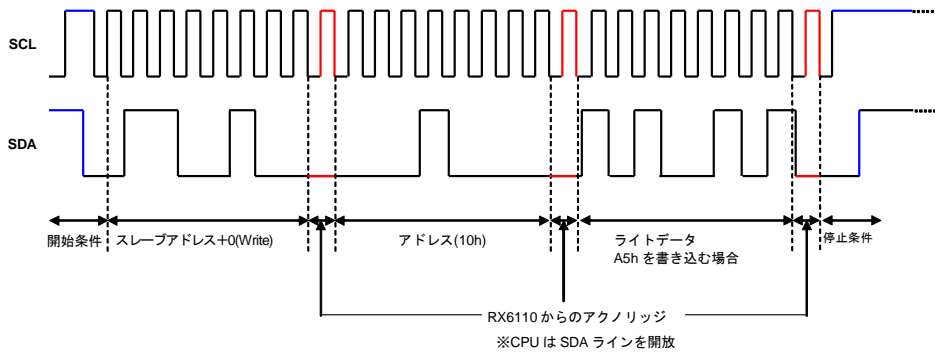 SCL
SDA
開始条件
スレーブアドレス+0(Write)
アドレス(10h)
ライトデータ
A5h を書き込む場合
停止条件
RX6110 からのアクノリッジ
※CPU は SDA ラインを開放